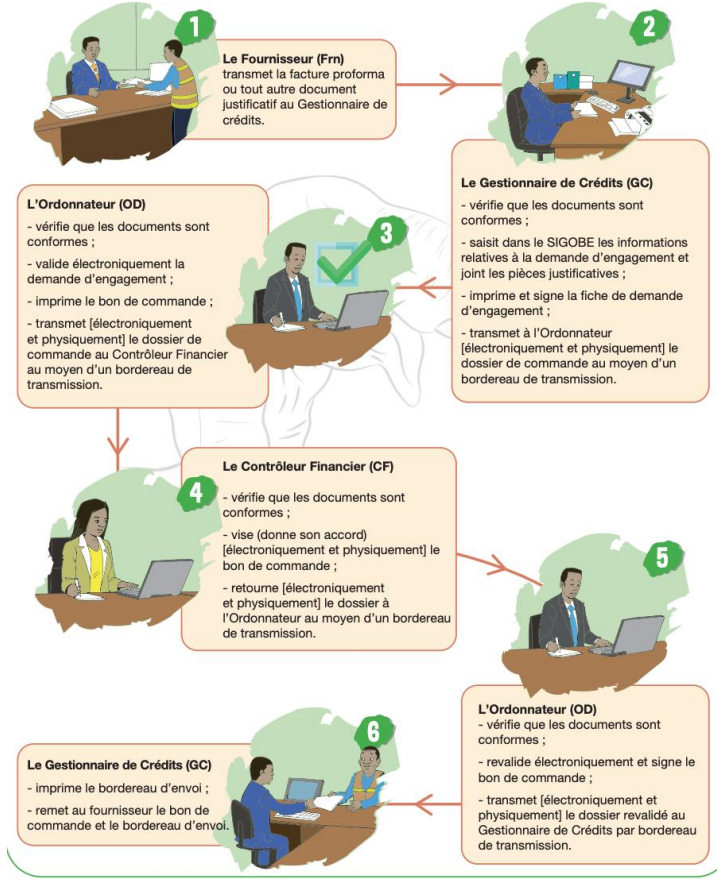 1
Le Fournisseur (Frn)
transmet la facture proforma
ou tout autre document
justificatif au Gestionnaire de
crédits.
2
Le Gestionnaire de Crédits (GC)
- vérifie que les documents sont
conformes ;
- saisit dans le SIGOBE les informations
relatives à la demande d'engagement et
joint les pièces justificatives ;
- imprime et signe la fiche de demande
d'engagement ;
- transmet à l'Ordonnateur
[électroniquement et physiquement] le
dossier de commande au moyen d'un
bordereau de transmission.
3
L'Ordonnateur (OD)
- vérifie que les documents sont
conformes ;
- valide électroniquement la
demande d'engagement ;
- imprime le bon de commande ;
- transmet [électroniquement
et physiquement] le dossier de
commande au Contrôleur Financier
au moyen d'un bordereau de
transmission.
4
Le Contrôleur Financier (CF)
- vérifie que les documents sont
conformes ;
- vise (donne son accord)
[électroniquement et physiquement] le
bon de commande ;
- retourne [électroniquement
et physiquement] le dossier à
l'Ordonnateur au moyen d'un bordereau
de transmission.
5
L'Ordonnateur (OD)
- vérifie que les documents sont
conformes ;
- revalide électroniquement et signe le
bon de commande ;
- transmet [électroniquement et
physiquement] le dossier revalidé au
Gestionnaire de Crédits par bordereau
de transmission.
6
Le Gestionnaire de Crédits (GC)
- imprime le bordereau d'envoi ;
- remet au fournisseur le bon de
commande et le bordereau d'envoi.